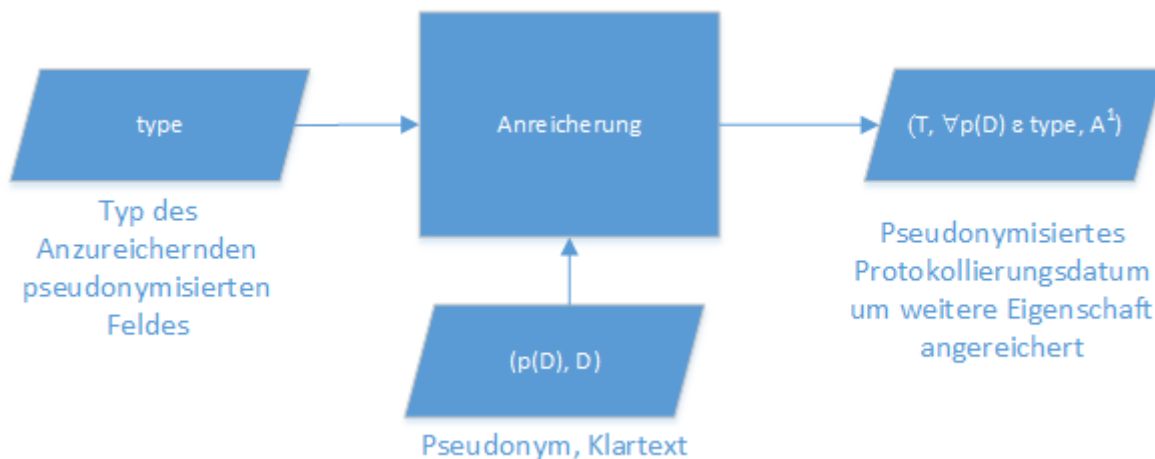 type
Anreicherung
(T, ∀p(D) ε type, A¹)
Typ des
Anzureichernden
pseudonymisierten
Feldes
Pseudonymisiertes
Protokollierungsdatum
um weitere Eigenschaft
angereichert
(p(D), D)
Pseudonym, Klartext